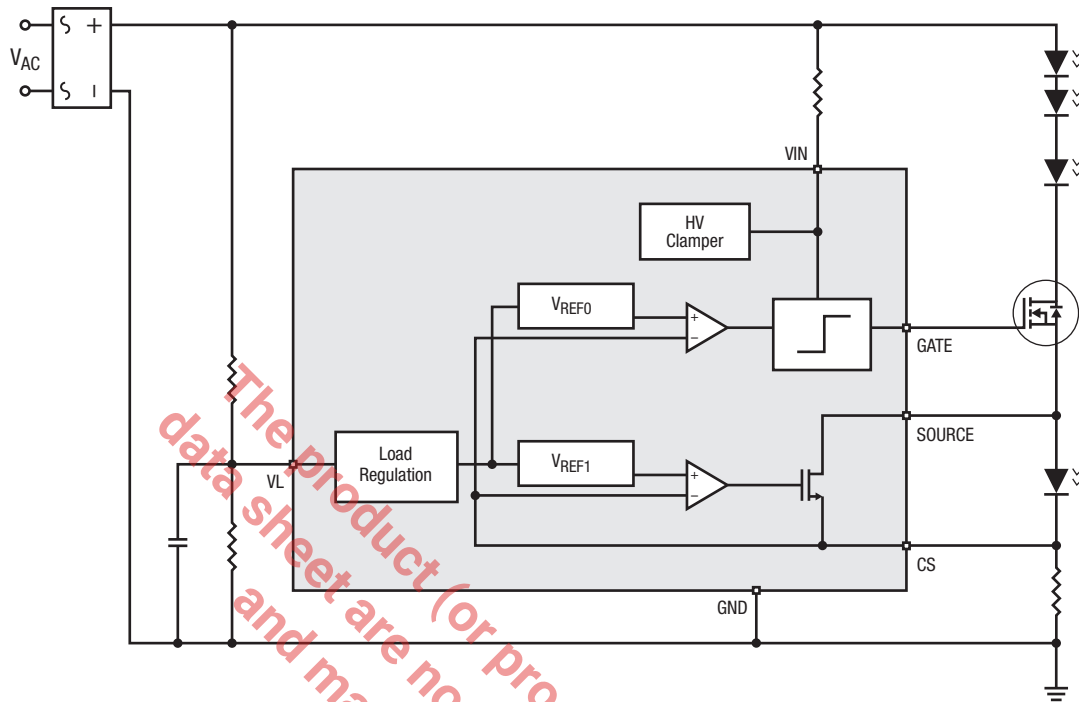 V_AC
+
−
VIN
HV
Clamper
V_REF0
+
−
GATE
SOURCE
Load
Regulation
VL
V_REF1
+
−
CS
GND
The product (or pro
data sheet are no
and ma